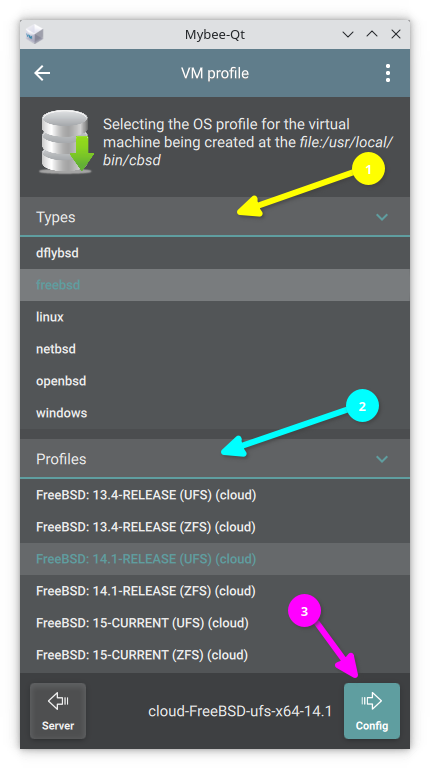 Mybee-Qt
VM profile
Selecting the OS profile for the virtual
machine being created at the file:/usr/local/
bin/cbsd
1
Types
dflybsd
freebsd
linux
netbsd
openbsd
windows
2
Profiles
FreeBSD: 13.4-RELEASE (UFS) (cloud)
FreeBSD: 13.4-RELEASE (ZFS) (cloud)
FreeBSD: 14.1-RELEASE (UFS) (cloud)
FreeBSD: 14.1-RELEASE (ZFS) (cloud)
FreeBSD: 15-CURRENT (UFS) (cloud)
FreeBSD: 15-CURRENT (ZFS) (cloud)
3
Server
cloud-FreeBSD-ufs-x64-14.1
Config